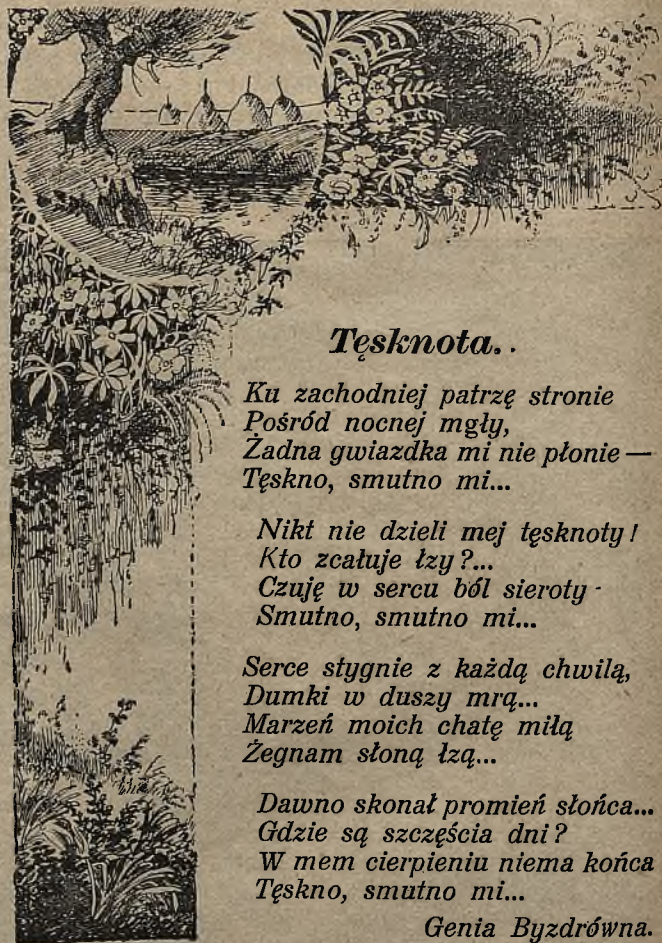 Tęsknota..
Ku zachodniej patrzę stronie
Pośród nocnej mgły,
Żadna gwiazdka mi nie płonie —
Tęskno, smutno mi...
Nikt nie dzieli mej tęsknoty!
Kto zcałuje łzy?...
Czuję w sercu ból sieroty -
Smutno, smutno mi...
Serce stygnie z każdą chwilą,
Dumki w duszy mrą...
Marzeń moich chatę miłą
Żegnam słoną łzą...
Dawno skonał promień słońca...
Gdzie są szczęścia dni?
W mem cierpieniu niema końca
Tęskno, smutno mi...
Genia Byzdrówna.